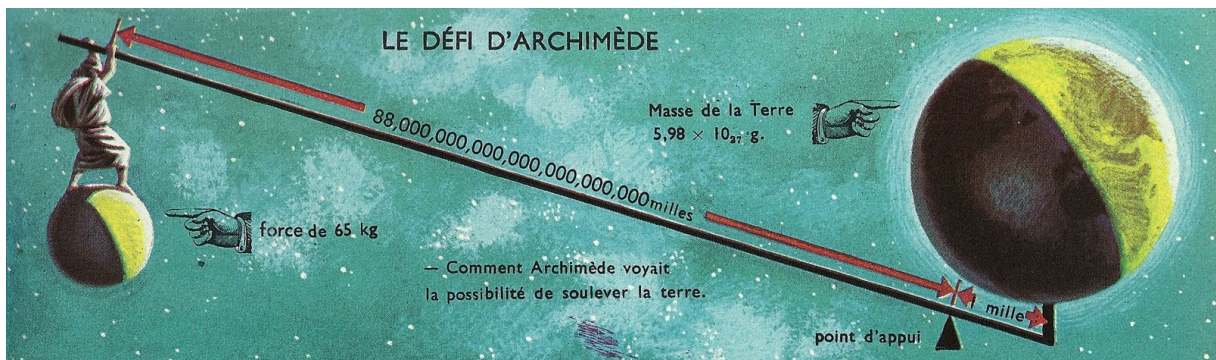 LE DÉFI D'ARCHIMÈDE
Masse de la Terre
5,98 × 10₂₇ g.
88,000,000,000,000,000,000,000milles
force de 65 kg
— Comment Archimède voyait
la possibilité de soulever la terre.
1 mille
point d'appui